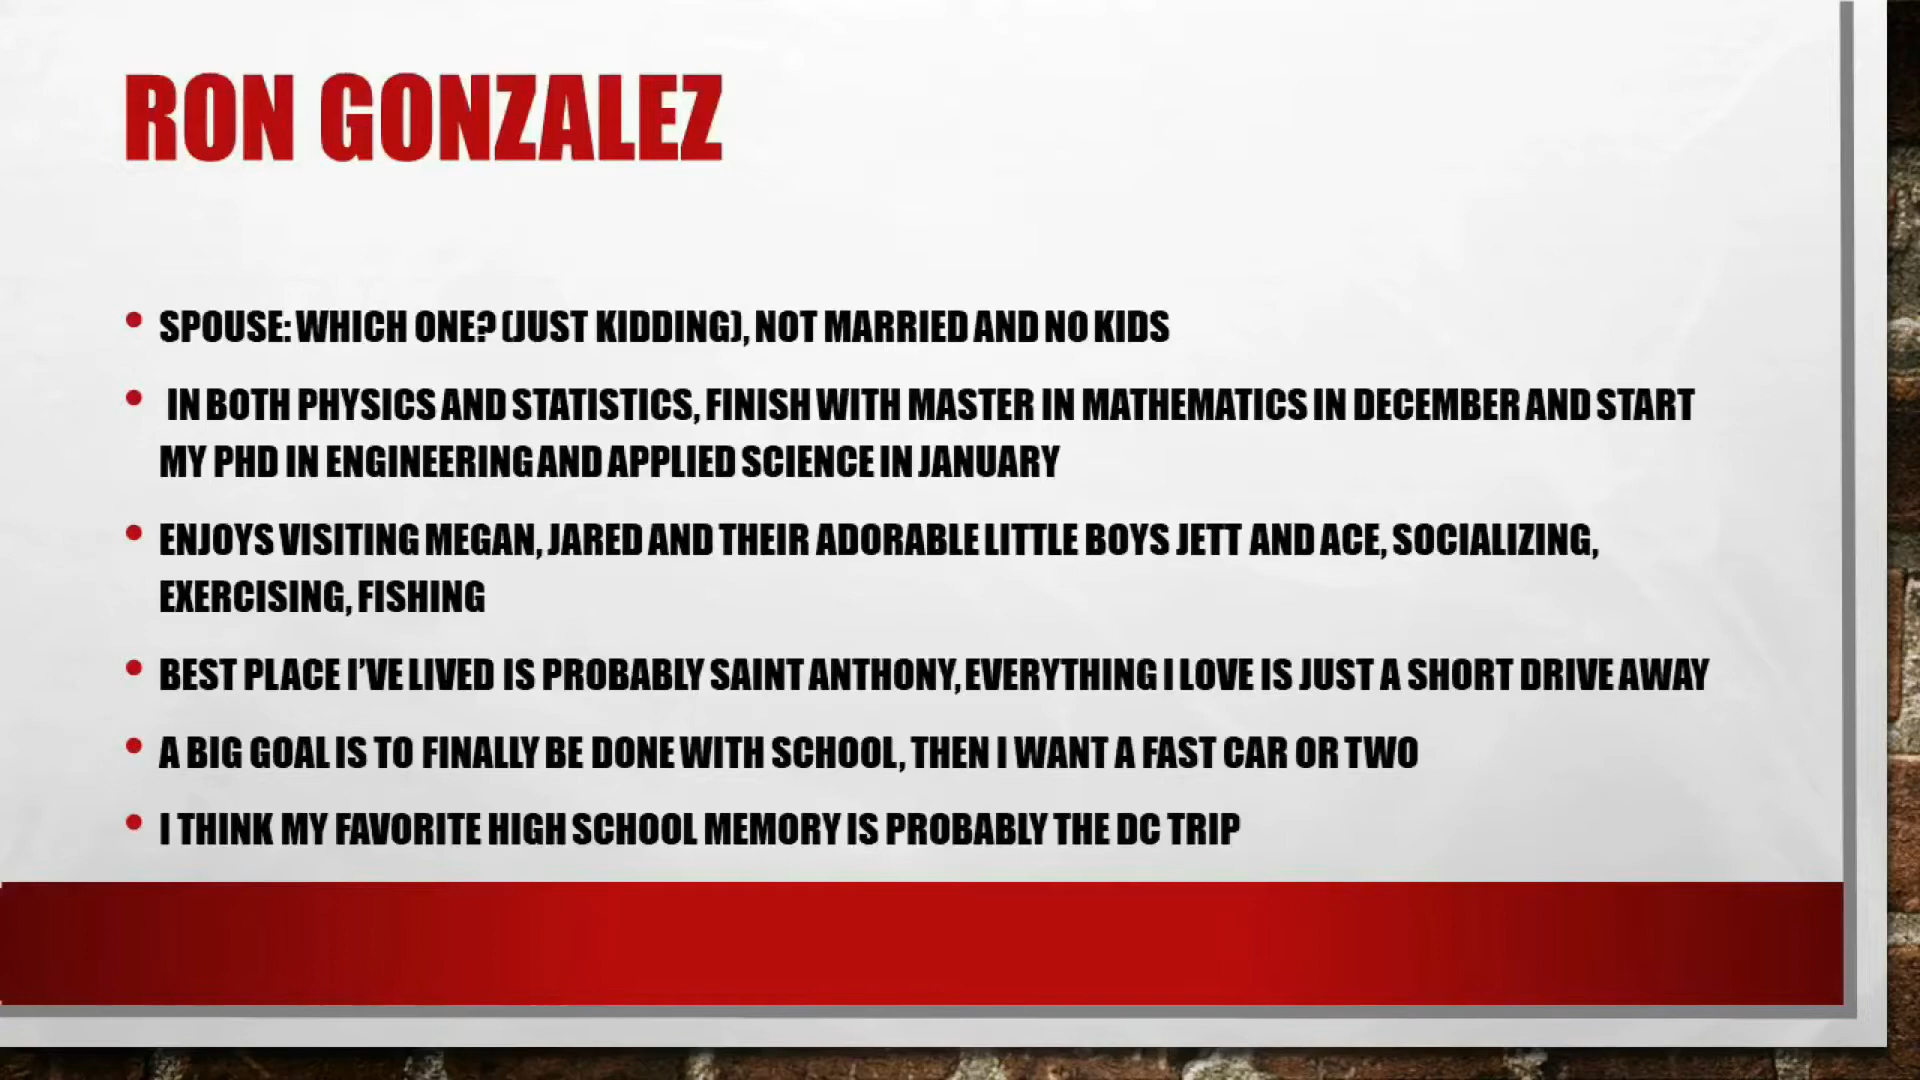 RON GONZALEZ
• SPOUSE: WHICH ONE? (JUST KIDDING), NOT MARRIED AND NO KIDS
• IN BOTH PHYSICS AND STATISTICS, FINISH WITH MASTER IN MATHEMATICS IN DECEMBER AND START
MY PHD IN ENGINEERING AND APPLIED SCIENCE IN JANUARY
• ENJOYS VISITING MEGAN, JARED AND THEIR ADORABLE LITTLE BOYS JETT AND ACE, SOCIALIZING,
EXERCISING, FISHING
• BEST PLACE I'VE LIVED IS PROBABLY SAINT ANTHONY, EVERYTHING I LOVE IS JUST A SHORT DRIVE AWAY
• A BIG GOAL IS TO FINALLY BE DONE WITH SCHOOL, THEN I WANT A FAST CAR OR TWO
• I THINK MY FAVORITE HIGH SCHOOL MEMORY IS PROBABLY THE DC TRIP